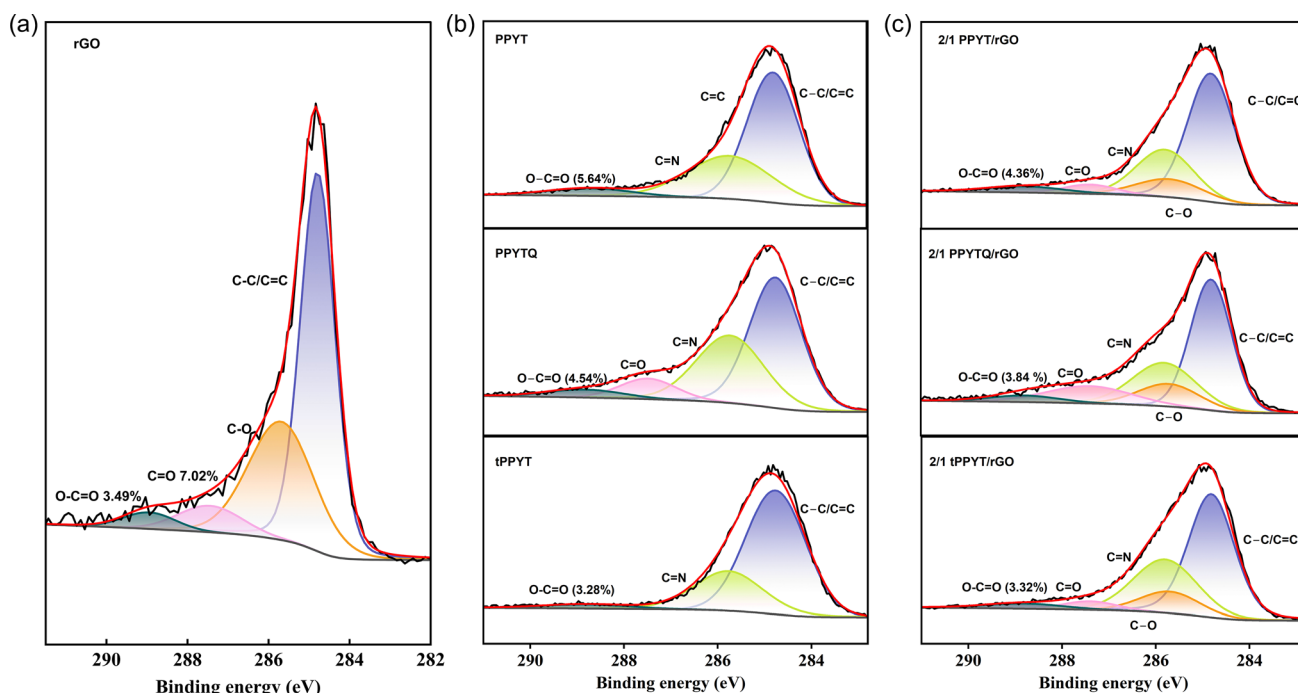 (a)
rGO
C-C/C=C
C-O
C=O 7.02%
O-C=O 3.49%
290
288
286
284
282
Binding energy (eV)
(b)
PPYT
C=C
C−C/C=C
C=N
O−C=O (5.64%)
PPYTQ
C−C/C=C
C=N
C=O
O−C=O (4.54%)
tPPYT
C−C/C=C
C=N
O-C=O (3.28%)
290
288
286
284
Binding energy (eV)
(c)
2/1 PPYT/rGO
C−C/C=C
C=N
C=O
O-C=O (4.36%)
C−O
2/1 PPYTQ/rGO
C−C/C=C
C=N
C=O
O-C=O (3.84 %)
C−O
2/1 tPPYT/rGO
C−C/C=C
C=N
C=O
O-C=O (3.32%)
C−O
290
288
286
284
Binding energy (eV)